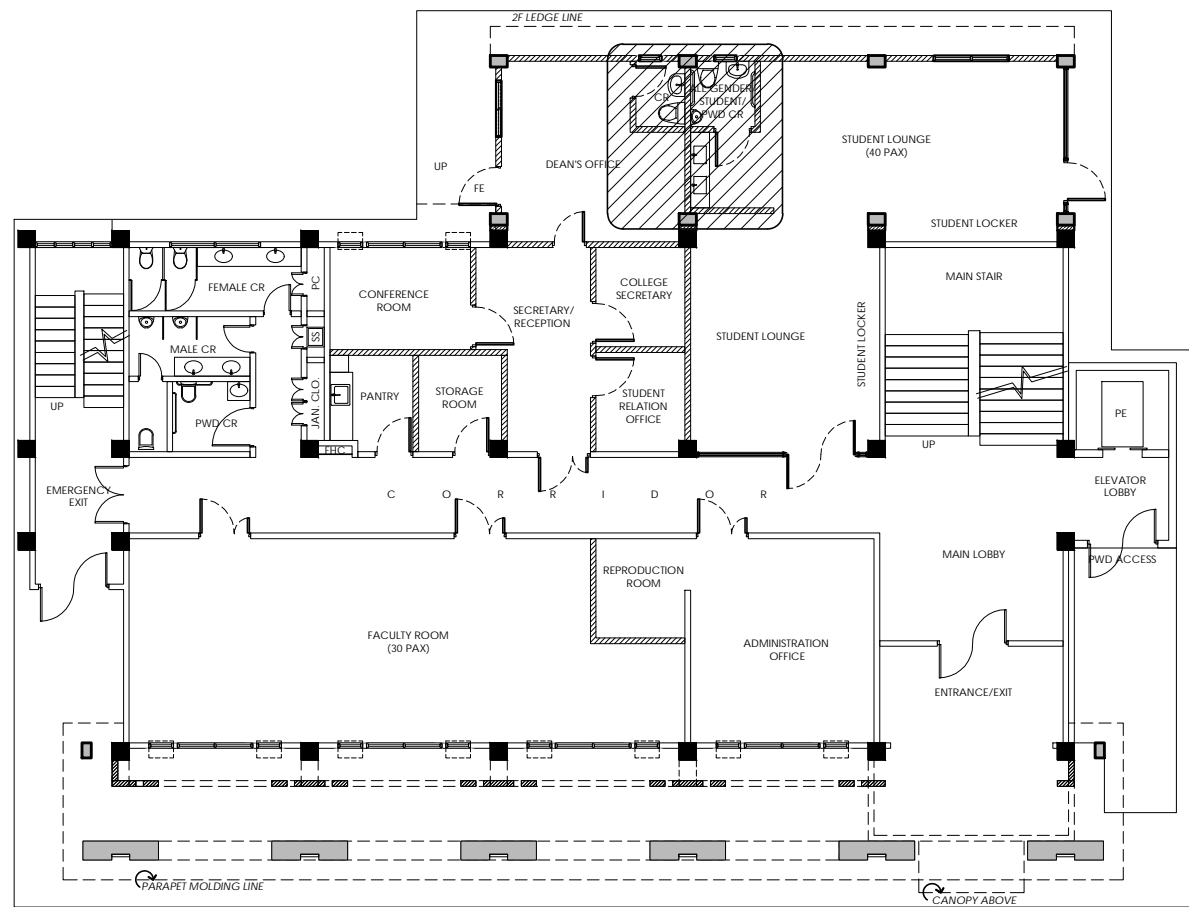 2F LEDGE LINE
CR
ALL GENDER
STUDENT/
PWD CR
STUDENT LOUNGE
(40 PAX)
DEAN'S OFFICE
UP
FE
STUDENT LOCKER
MAIN STAIR
FEMALE CR
PC
CONFERENCE
ROOM
SECRETARY/
RECEPTION
COLLEGE
SECRETARY
STUDENT LOUNGE
STUDENT LOCKER
MALE CR
SS
UP
PWD CR
JAN. CLO.
PANTRY
STORAGE
ROOM
STUDENT
RELATION
OFFICE
PE
UP
FHC
EMERGENCY
EXIT
CORRIDOR
ELEVATOR
LOBBY
MAIN LOBBY
PWD ACCESS
REPRODUCTION
ROOM
FACULTY ROOM
(30 PAX)
ADMINISTRATION
OFFICE
ENTRANCE/EXIT
PARAPET MOLDING LINE
CANOPY ABOVE